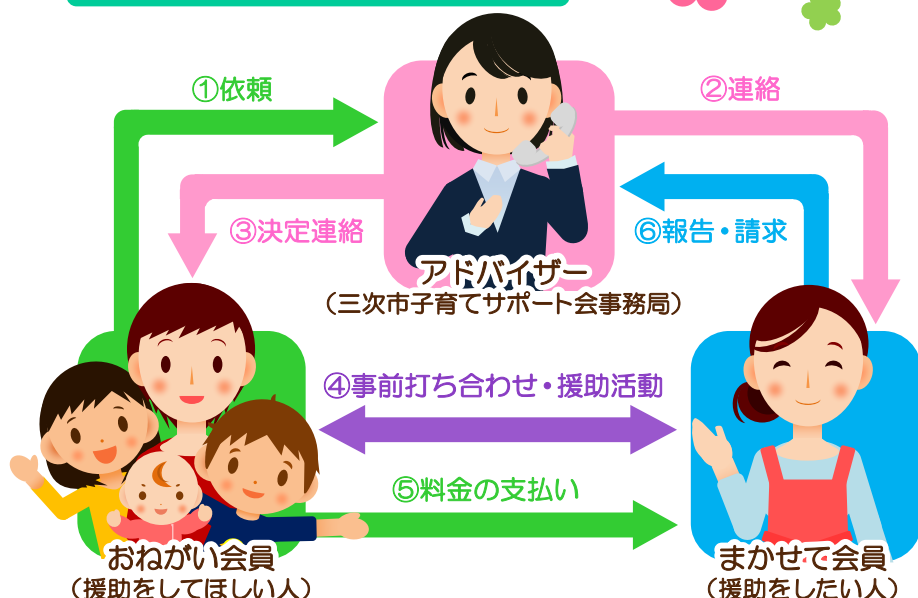 ①依頼
②連絡
③決定連絡
⑥報告・請求
アドバイザー
（三次市子育てサポート会事務局）
④事前打ち合わせ・援助活動
⑤料金の支払い
おねがい会員
（援助をしてほしい人）
まかせて会員
（援助をしたい人）